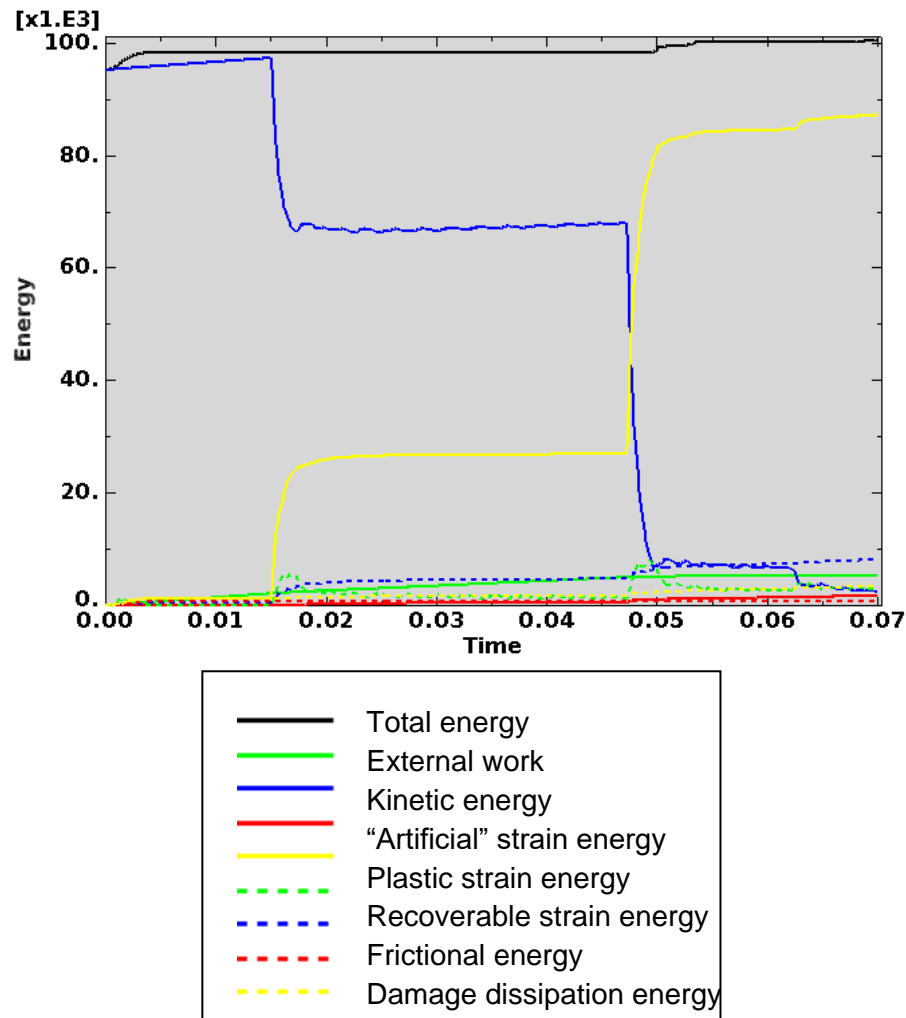 [x1.E3]
100.
80.
60.
40.
20.
0.
Energy
0.00 0.01 0.02 0.03 0.04 0.05 0.06 0.07
Time
Total energy
External work
Kinetic energy
“Artificial” strain energy
Plastic strain energy
Recoverable strain energy
Frictional energy
Damage dissipation energy